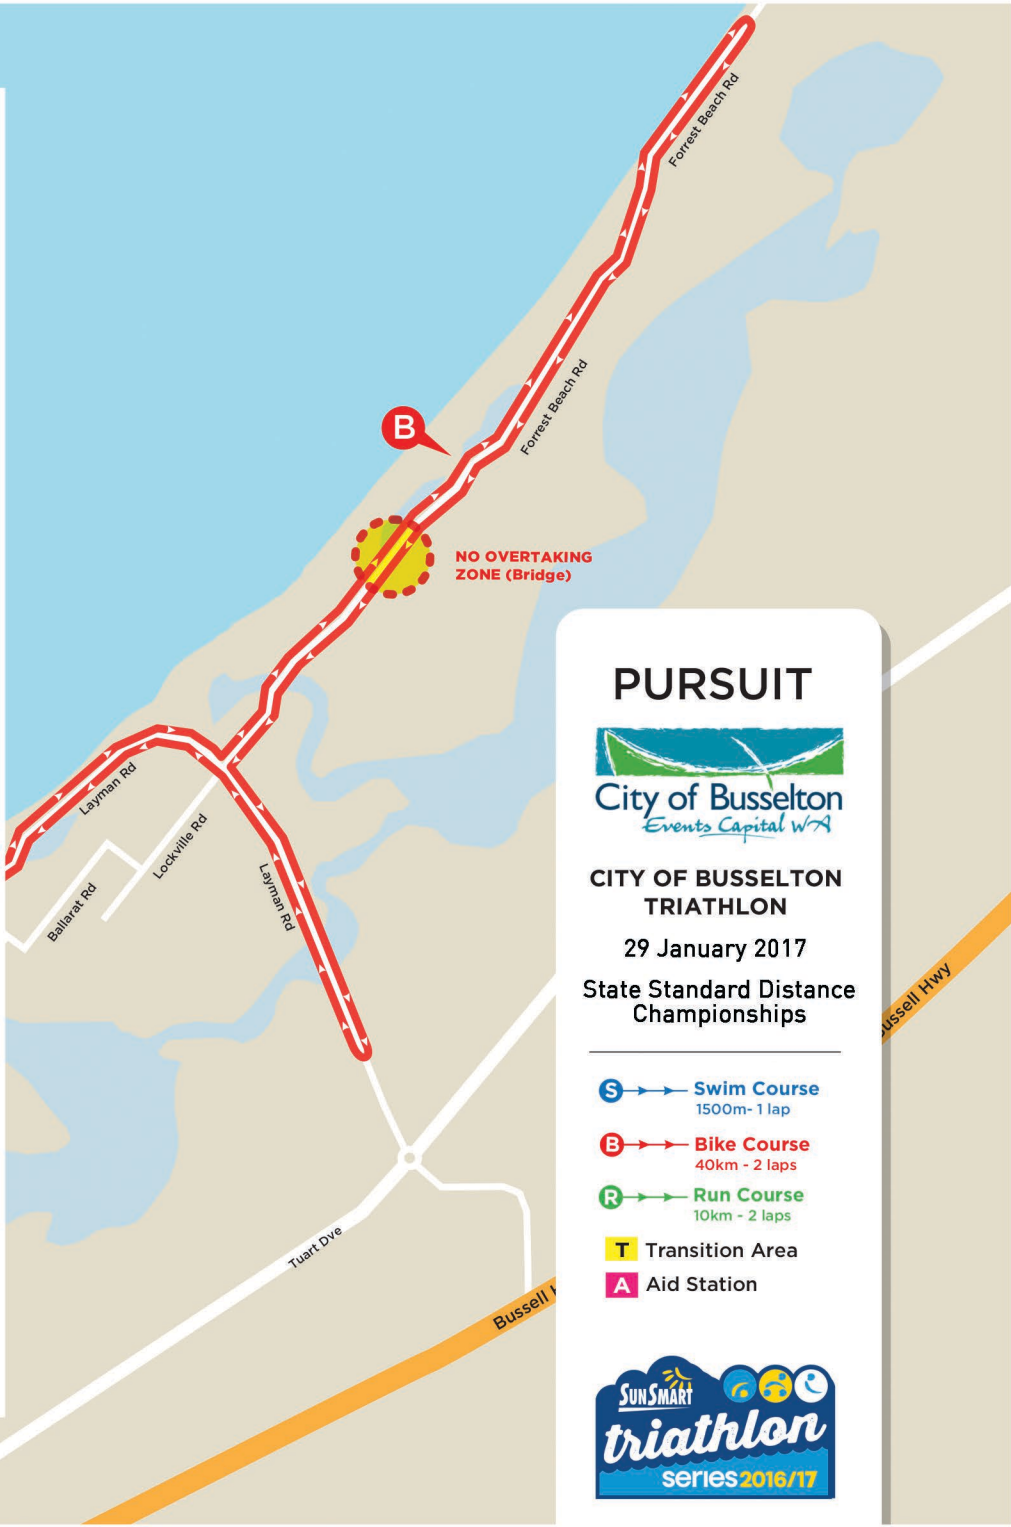 Forrest Beach Rd
Forrest Beach Rd
B
NO OVERTAKING
ZONE (Bridge)
Layman Rd
Lockville Rd
Ballarat Rd
Layman Rd
Tuart Dve
Bussell H
ussell Hwy
PURSUIT
City of Busselton
Events Capital WA
CITY OF BUSSELTON
TRIATHLON
29 January 2017
State Standard Distance
Championships
S Swim Course
1500m- 1 lap
B Bike Course
40km - 2 laps
R Run Course
10km - 2 laps
T Transition Area
A Aid Station
SUNSMART
triathlon
series 2016/17